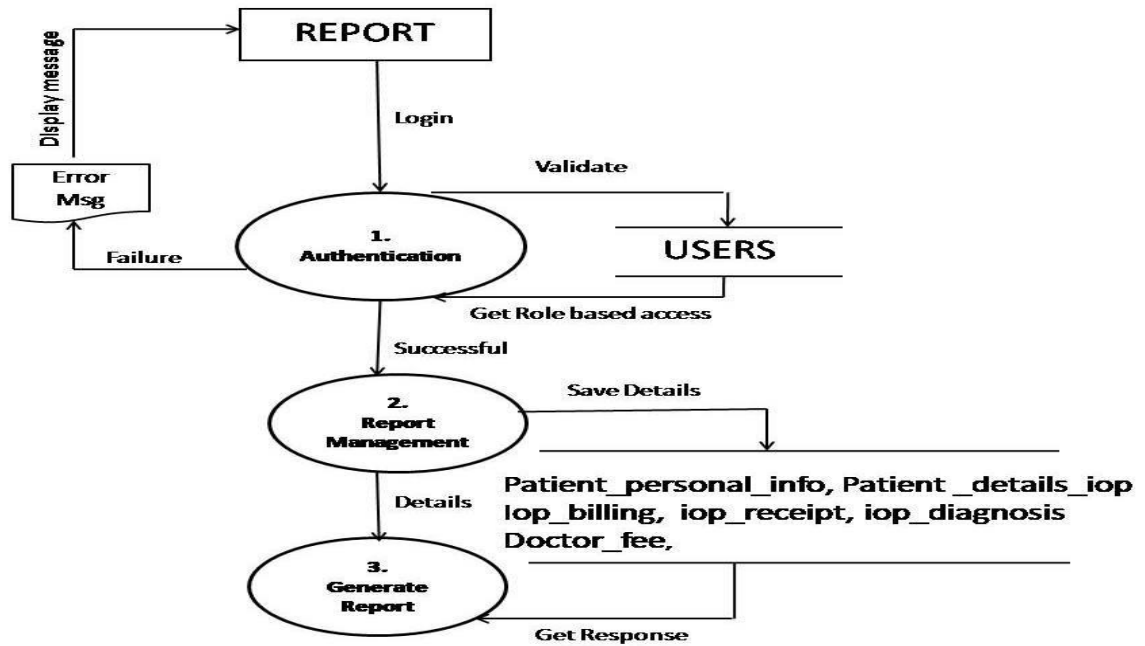 REPORT
Display message
Login
Error
Msg
Validate
1.
Authentication
USERS
Failure
Get Role based access
Successful
2.
Report
Management
Save Details
Details
Patient_personal_info, Patient _details_iop
Iop_billing, iop_receipt, iop_diagnosis
Doctor_fee,
3.
Generate
Report
Get Response